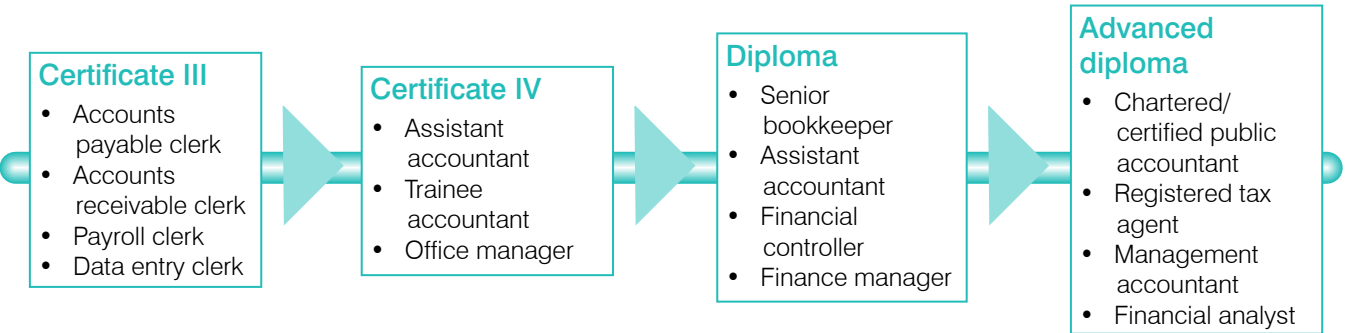 Certificate III
• Accounts
payable clerk
• Accounts
receivable clerk
• Payroll clerk
• Data entry clerk
Certificate IV
• Assistant
accountant
• Trainee
accountant
• Office manager
Diploma
• Senior
bookkeeper
• Assistant
accountant
• Financial
controller
• Finance manager
Advanced
diploma
• Chartered/
certified public
accountant
• Registered tax
agent
• Management
accountant
• Financial analyst